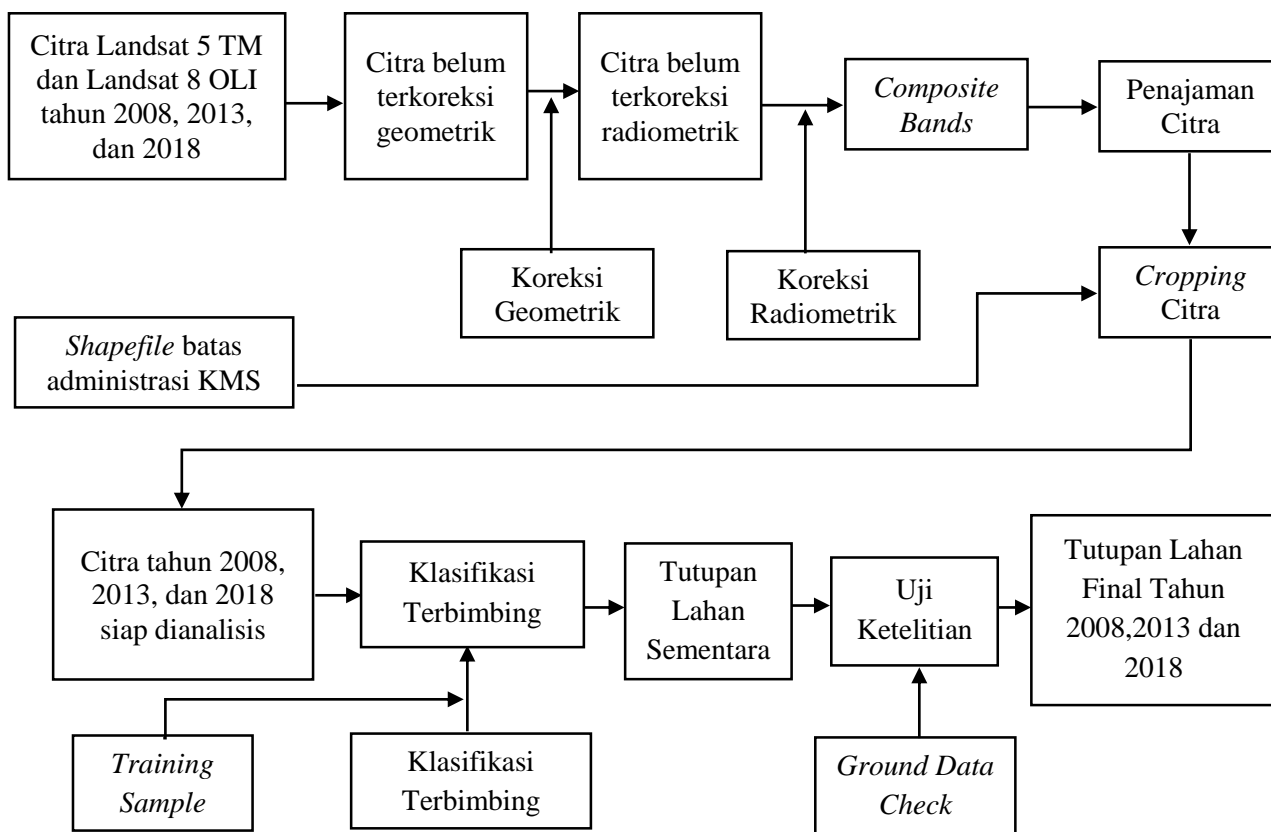 Citra Landsat 5 TM
dan Landsat 8 OLI
tahun 2008, 2013,
dan 2018
Citra belum
terkoreksi
geometrik
Citra belum
terkoreksi
radiometrik
Composite
Bands
Penajaman
Citra
Koreksi
Geometrik
Koreksi
Radiometrik
Cropping
Citra
Shapefile batas
administrasi KMS
Citra tahun 2008,
2013, dan 2018
siap dianalisis
Klasifikasi
Terbimbing
Tutupan
Lahan
Sementara
Uji
Ketelitian
Tutupan Lahan
Final Tahun
2008,2013 dan
2018
Training
Sample
Klasifikasi
Terbimbing
Ground Data
Check